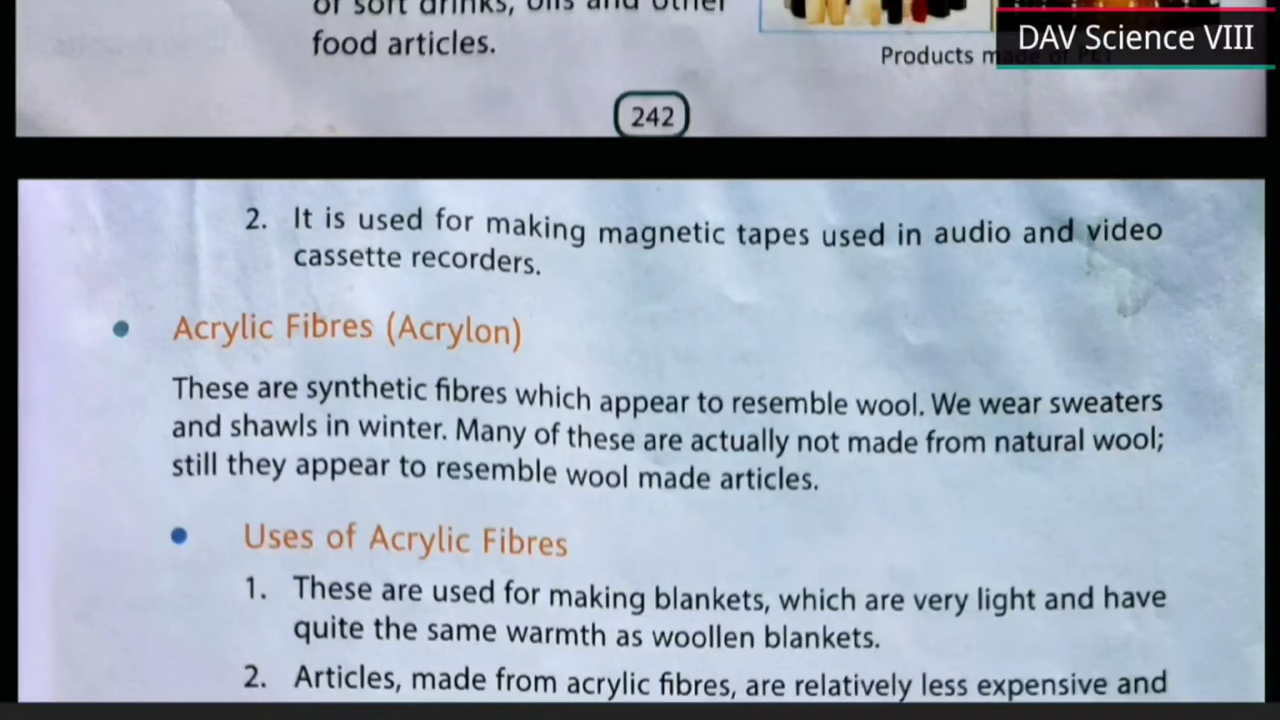 of soft drinks, oils and other
food articles.
DAV Science VIII
Products made of PET
242
2. It is used for making magnetic tapes used in audio and video
cassette recorders.
Acrylic Fibres (Acrylon)
These are synthetic fibres which appear to resemble wool. We wear sweaters
and shawls in winter. Many of these are actually not made from natural wool;
still they appear to resemble wool made articles.
Uses of Acrylic Fibres
1. These are used for making blankets, which are very light and have
quite the same warmth as woollen blankets.
2. Articles, made from acrylic fibres, are relatively less expensive and